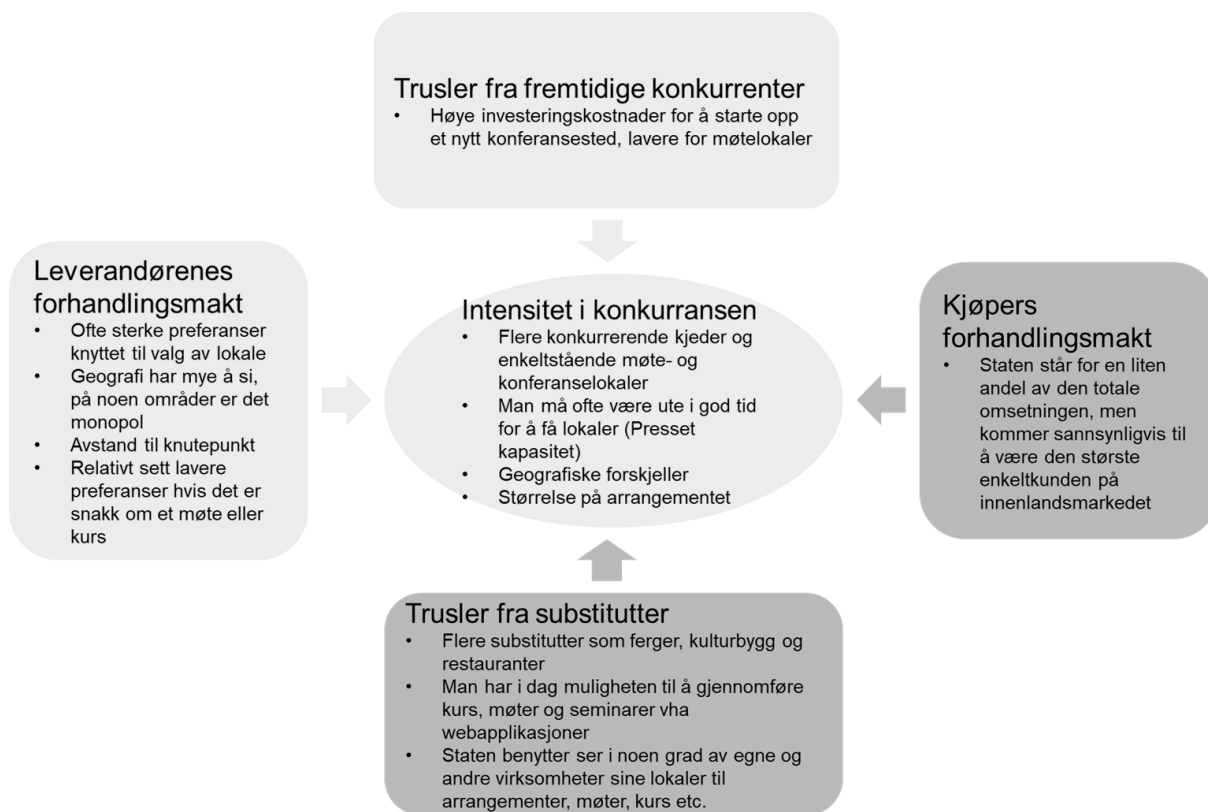 Trusler fra fremtidige konkurrenter
• Høye investeringskostnader for å starte opp
et nytt konferansested, lavere for møtelokaler
Leverandørenes
forhandlingsmakt
• Ofte sterke preferanser
knyttet til valg av lokale
• Geografi har mye å si,
på noen områder er det
monopol
• Avstand til knutepunkt
• Relativt sett lavere
preferanser hvis det er
snakk om et møte eller
kurs
Intensitet i konkurransen
• Flere konkurrerende kjeder og
enkeltstående møte- og
konferanselokaler
• Man må ofte være ute i god tid
for å få lokaler (Presset
kapasitet)
• Geografiske forskjeller
• Størrelse på arrangementet
Kjøpers
forhandlingsmakt
• Staten står for en liten
andel av den totale
omsetningen, men
kommer sannsynligvis til
å være den største
enkeltkunden på
innenlandsmarkedet
Trusler fra substitutter
• Flere substitutter som ferger, kulturbygg og
restauranter
• Man har i dag muligheten til å gjennomføre
kurs, møter og seminarer vha
webapplikasjoner
• Staten benytter ser i noen grad av egne og
andre virksomheter sine lokaler til
arrangementer, møter, kurs etc.